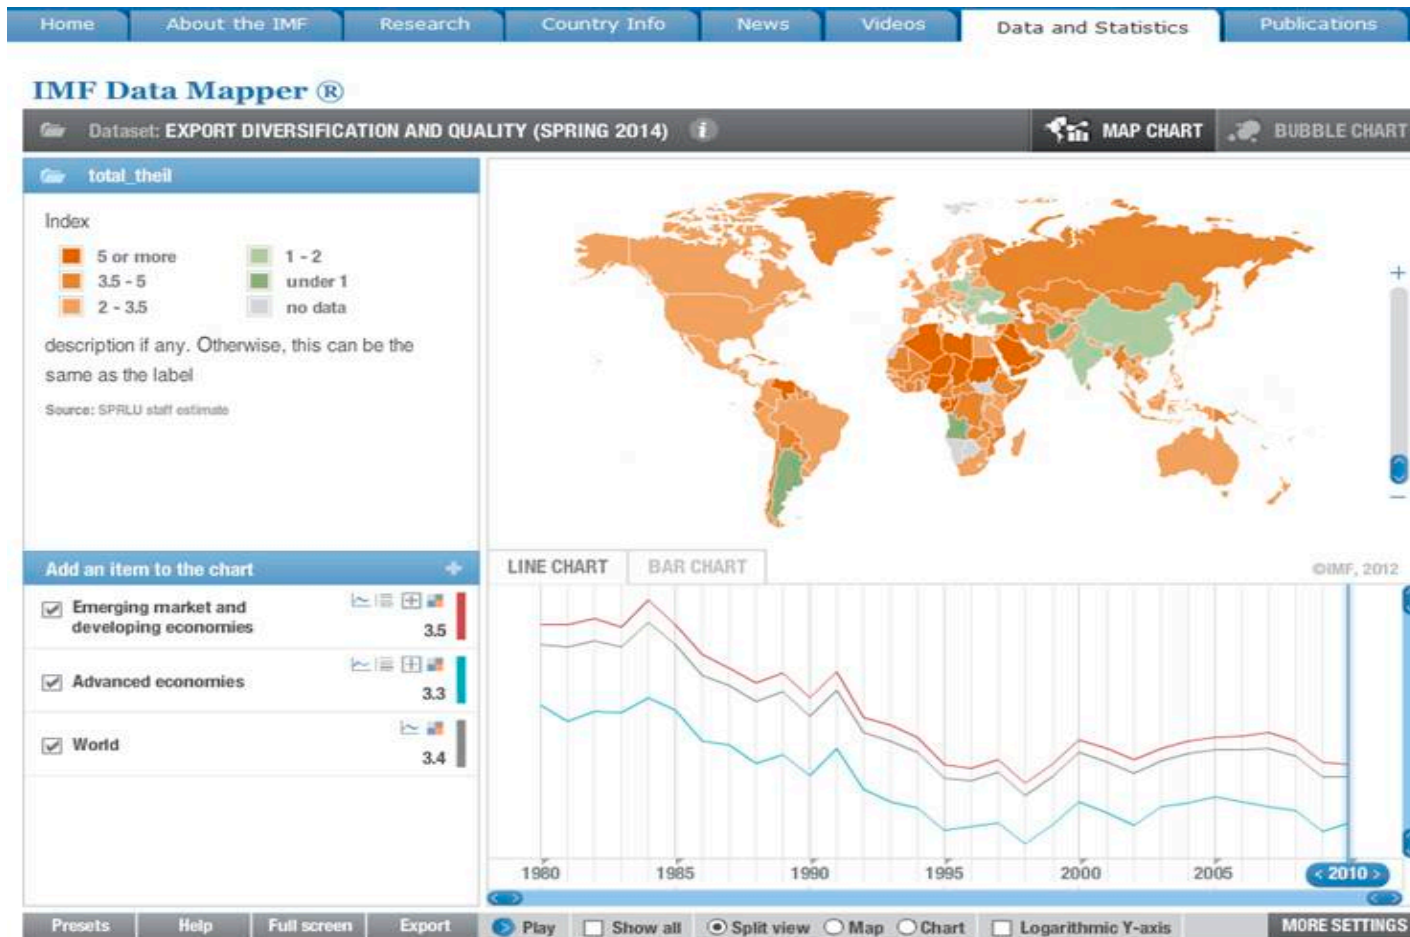 Home About the IMF Research Country Info News Videos Data and Statistics Publications
IMF Data Mapper ®
Dataset: EXPORT DIVERSIFICATION AND QUALITY (SPRING 2014) i MAP CHART BUBBLE CHART
total_theil
Index
5 or more 1 - 2
3.5 - 5 under 1
2 - 3.5 no data
description if any. Otherwise, this can be the
same as the label
Source: SPRLU staff estimate
+
−
Add an item to the chart +
LINE CHART BAR CHART ©IMF, 2012
Emerging market and
developing economies 3.5
Advanced economies 3.3
World 3.4
1980 1985 1990 1995 2000 2005 < 2010 >
Presets Help Full screen Export Play Show all Split view Map Chart Logarithmic Y-axis MORE SETTINGS